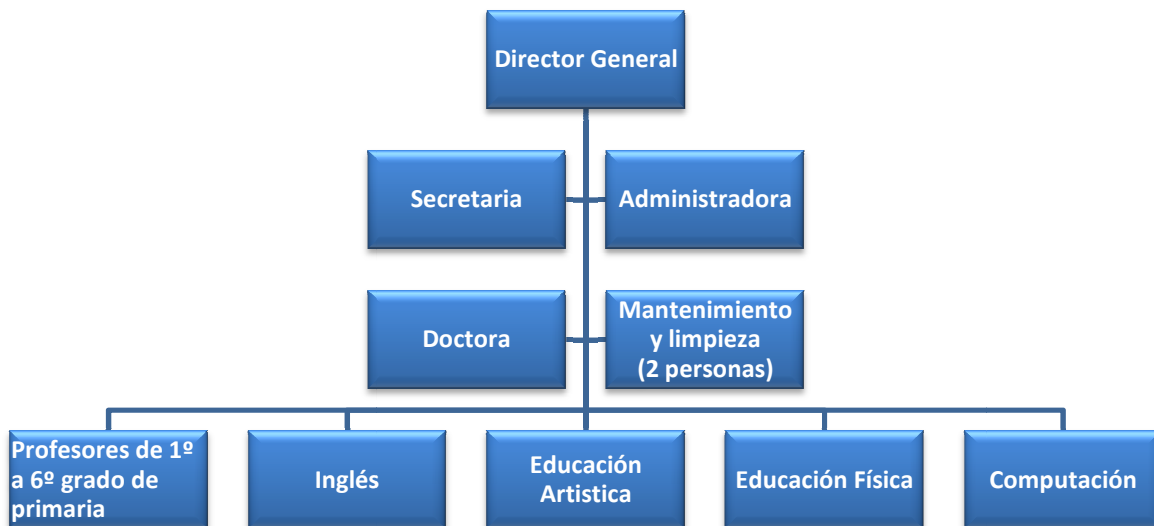 Director General
Secretaria
Administradora
Doctora
Mantenimiento
y limpieza
(2 personas)
Profesores de 1º
a 6º grado de
primaria
Inglés
Educación
Artistica
Educación Física
Computación